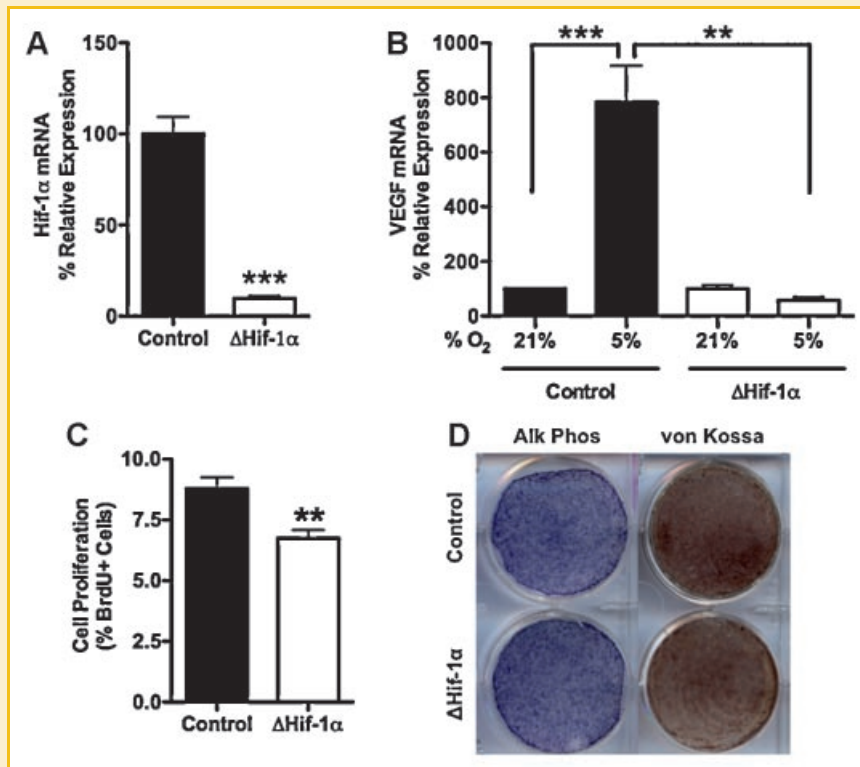 A
Hif-1α mRNA
% Relative Expression
150
100
50
0
***
Control
ΔHif-1α
B
VEGF mRNA
% Relative Expression
1000
800
600
400
200
0
***
**
% O₂
21%
5%
21%
5%
Control
ΔHif-1α
C
Cell Proliferation
(% BrdU+ Cells)
10.0
7.5
5.0
2.5
0.0
**
Control
ΔHif-1α
D
Alk Phos
von Kossa
Control
ΔHif-1α